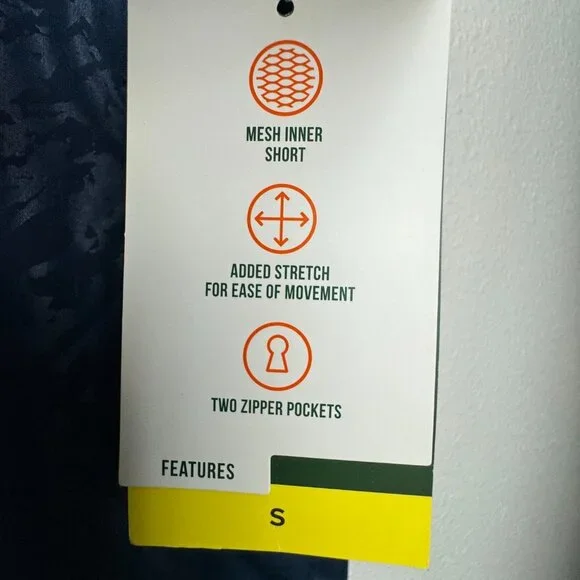 MESH INNER
SHORT
ADDED STRETCH
FOR EASE OF MOVEMENT
TWO ZIPPER POCKETS
FEATURES
S